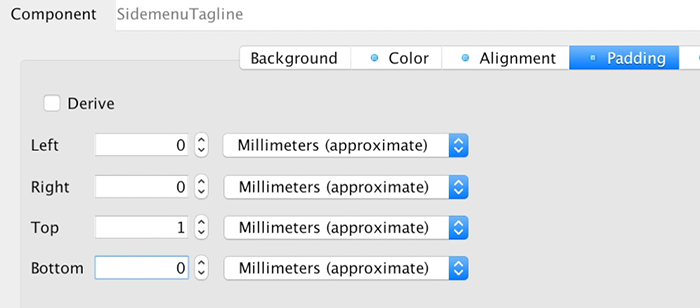 Component SidemenuTagline
Background Color Alignment Padding
Derive
Left 0 Millimeters (approximate)
Right 0 Millimeters (approximate)
Top 1 Millimeters (approximate)
Bottom 0 Millimeters (approximate)